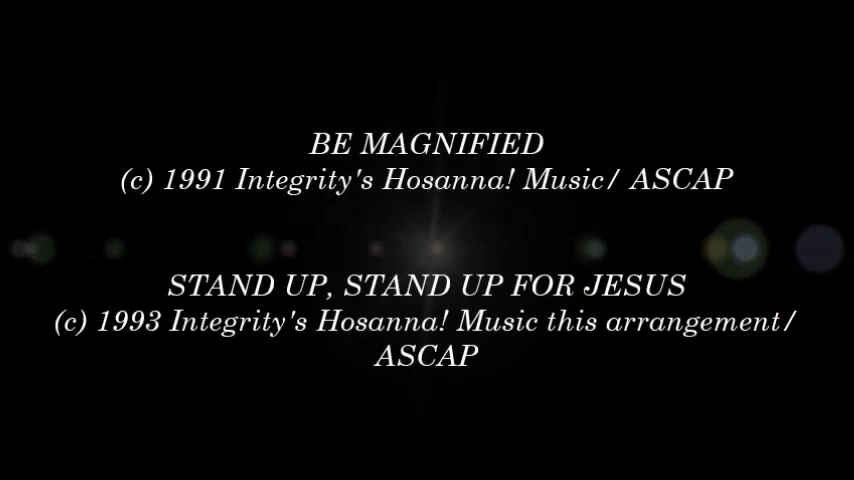 BE MAGNIFIED
(c) 1991 Integrity's Hosanna! Music/ ASCAP
STAND UP, STAND UP FOR JESUS
(c) 1993 Integrity's Hosanna! Music this arrangement/
ASCAP